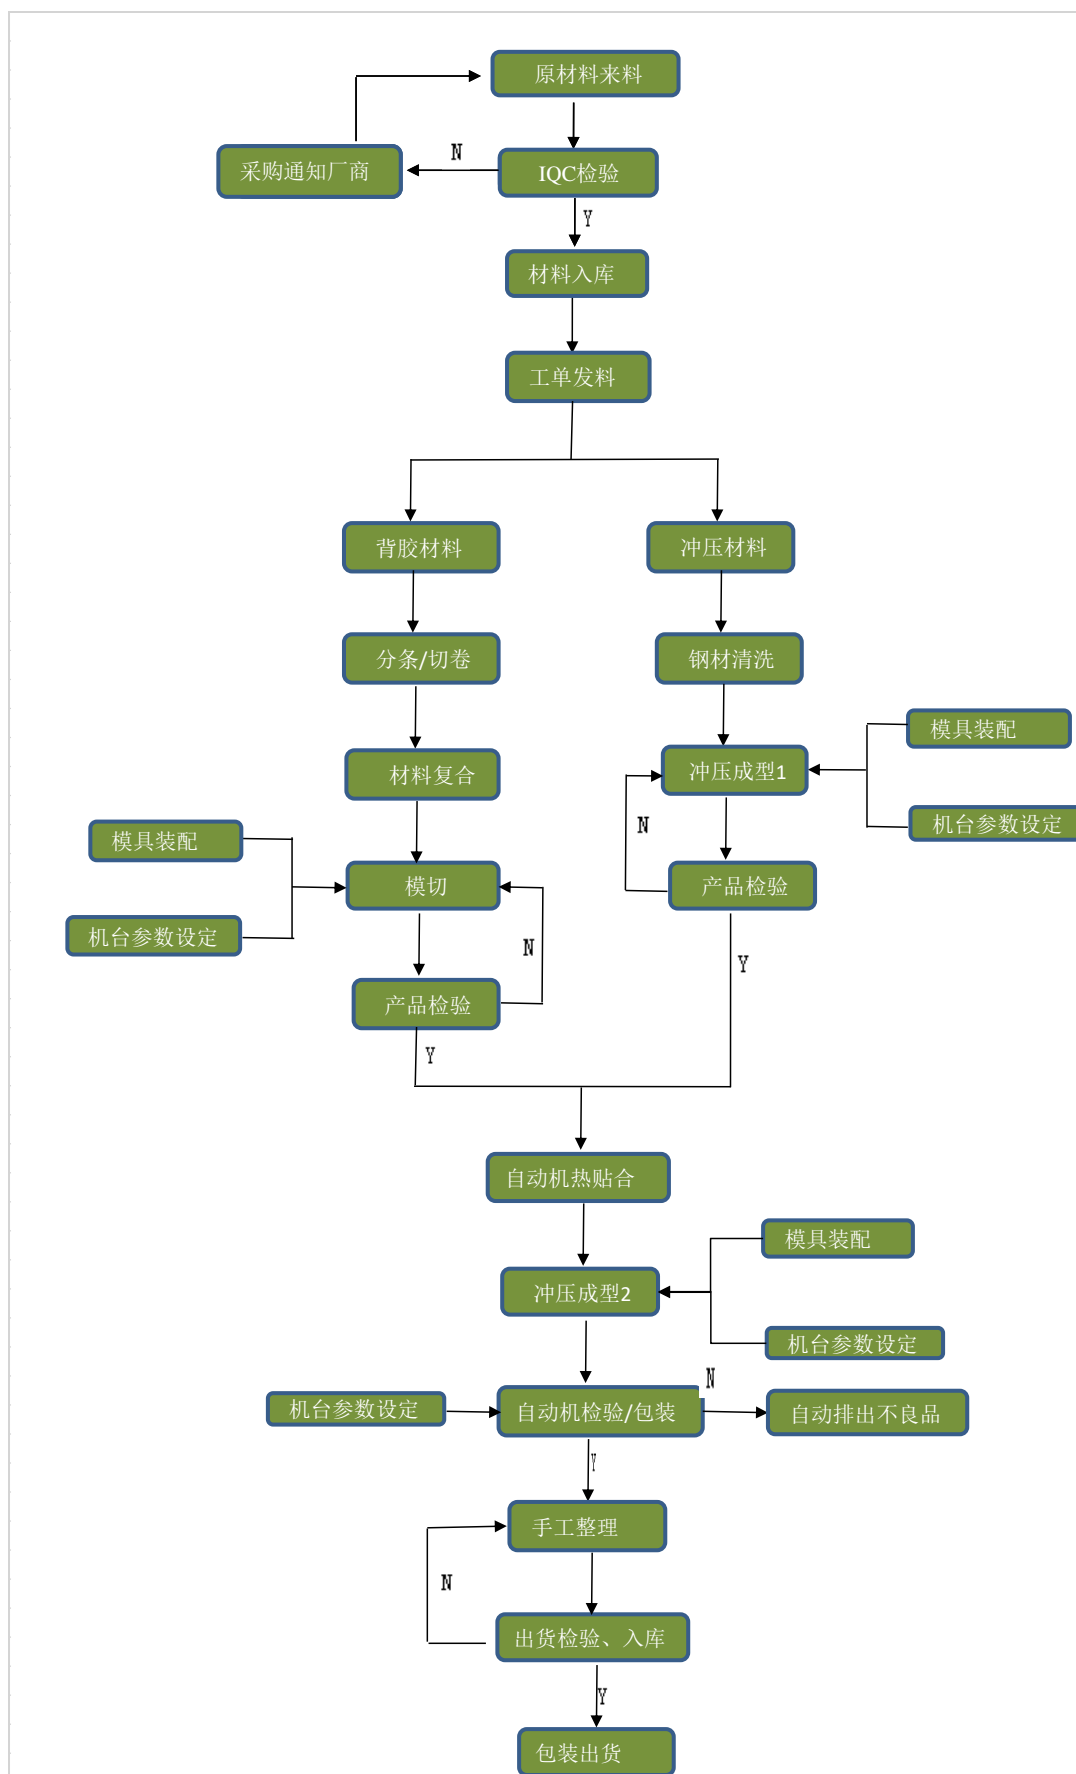 原材料来料
采购通知厂商
N
IQC检验
Y
材料入库
工单发料
背胶材料
冲压材料
分条/切卷
钢材清洗
模具装配
材料复合
冲压成型1
机台参数设定
模具装配
N
模切
产品检验
机台参数设定
N
Y
产品检验
Y
自动机热贴合
模具装配
冲压成型2
机台参数设定
N
机台参数设定
自动机检验/包装
自动排出不良品
Y
手工整理
N
出货检验、入库
Y
包装出货